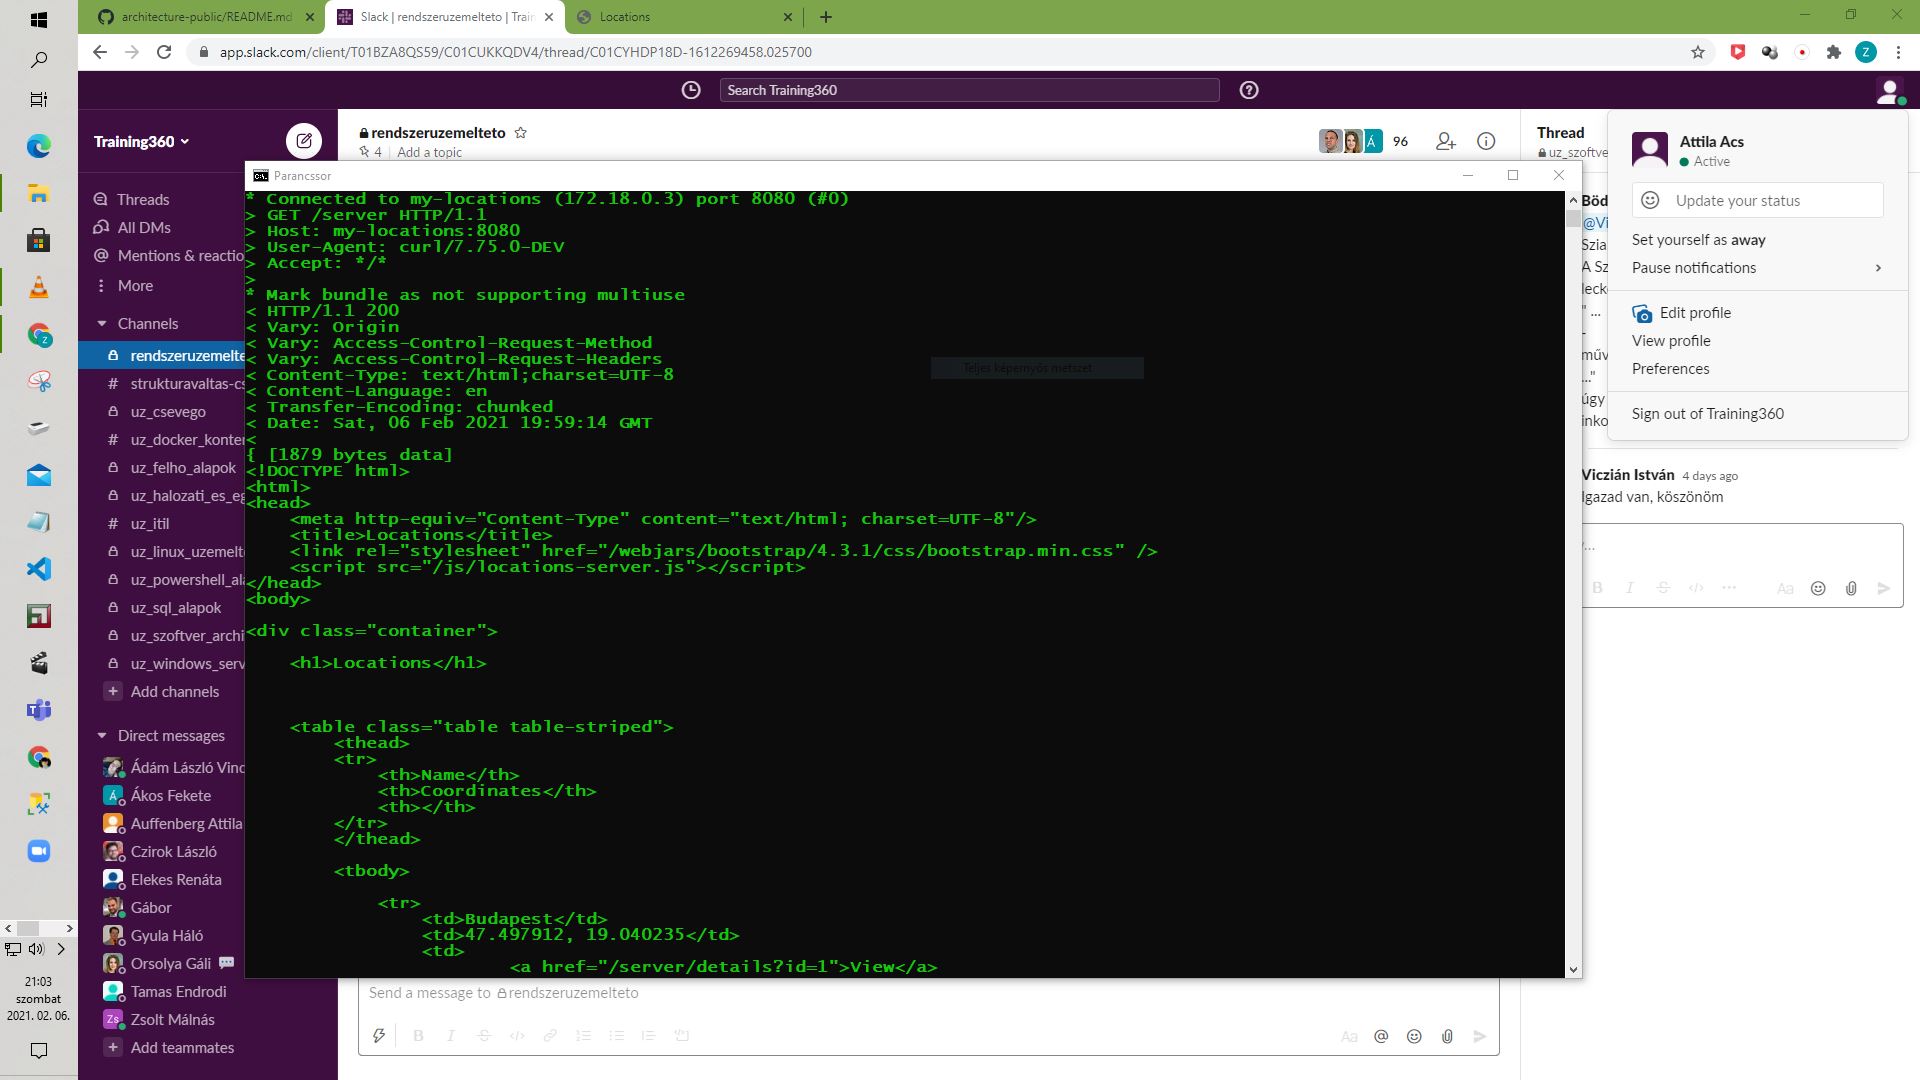 architecture-public/README.md
Slack | rendszeruzemelteto | Train
Locations
app.slack.com/client/T01BZA8QS59/C01CUKKQDV4/thread/C01CYHDP18D-1612269458.025700
Z
Search Training360
Training360
Threads
All DMs
Mentions & reactio
More
Channels
rendszeruzemelte
# strukturavaltas-cs
uz_csevego
# uz_docker_konter
uz_felho_alapok
uz_halozati_es_eg
# uz_itil
uz_linux_uzemelt
uz_powershell_ala
uz_sql_alapok
uz_szoftver_archi
uz_windows_serv
+ Add channels
Direct messages
Ádám László Vinc
Ákos Fekete
Auffenberg Attila
Czirok László
Elekes Renáta
Gábor
Gyula Háló
Orsolya Gáli
Tamas Endrodi
Zs Zsolt Málnás
+ Add teammates
rendszeruzemelteto
4 | Add a topic
96
Parancssor
* Connected to my-locations (172.18.0.3) port 8080 (#0)
> GET /server HTTP/1.1
> Host: my-locations:8080
> User-Agent: curl/7.75.0-DEV
> Accept: */*
>
* Mark bundle as not supporting multiuse
< HTTP/1.1 200
< Vary: Origin
< Vary: Access-Control-Request-Method
< Vary: Access-Control-Request-Headers
< Content-Type: text/html;charset=UTF-8
< Content-Language: en
< Transfer-Encoding: chunked
< Date: Sat, 06 Feb 2021 19:59:14 GMT
<
{ [1879 bytes data]
<!DOCTYPE html>
<html>
<head>
<meta http-equiv="Content-Type" content="text/html; charset=UTF-8"/>
<title>Locations</title>
<link rel="stylesheet" href="/webjars/bootstrap/4.3.1/css/bootstrap.min.css" />
<script src="/js/locations-server.js"></script>
</head>
<body>
<div class="container">
<h1>Locations</h1>
<table class="table table-striped">
<thead>
<tr>
<th>Name</th>
<th>Coordinates</th>
<th></th>
</tr>
</thead>
<tbody>
<tr>
<td>Budapest</td>
<td>47.497912, 19.040235</td>
<td>
<a href="/server/details?id=1">View</a>
Teljes képernyős metszet
Send a message to rendszeruzemelteto
Thread
uz_szoftve
Böd
@Vi
Szia
A Sz
leck
" ...
-
műv
..."
úgy
inko
Viczián István 4 days ago
Igazad van, köszönöm
Attila Acs
Active
Update your status
Set yourself as away
Pause notifications
Edit profile
View profile
Preferences
Sign out of Training360
21:03
szombat
2021. 02. 06.